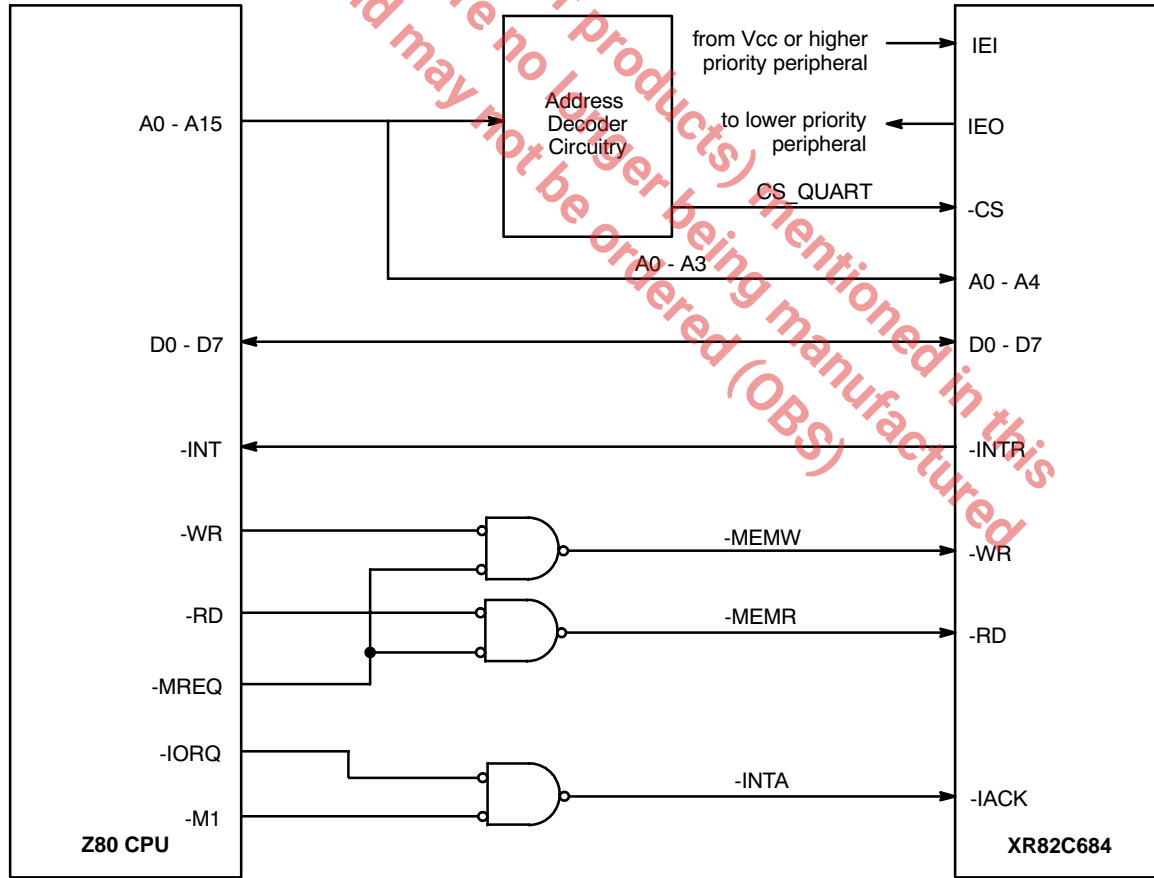 from Vcc or higher
priority peripheral
IEI
Address
Decoder
Circuitry
A0 - A15
to lower priority
peripheral
IEO
CS_QUART
-CS
A0 - A3
A0 - A4
D0 - D7
D0 - D7
-INT
-INTR
-WR
-MEMW
-WR
-RD
-MEMR
-RD
-MREQ
-IORQ
-INTA
-IACK
-M1
Z80 CPU
XR82C684
products) mentioned in this
no longer being manufactured
may not be ordered (OBS)